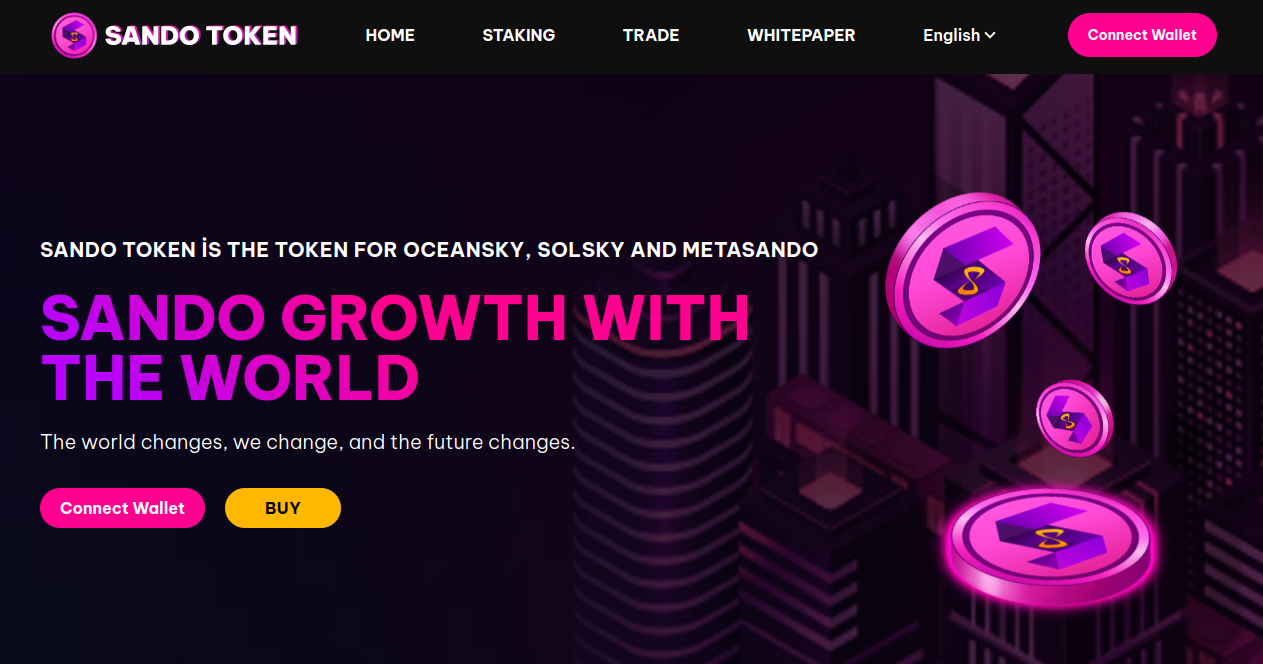 SANDO TOKEN
HOME
STAKING
TRADE
WHITEPAPER
English
Connect Wallet
SANDO TOKEN İS THE TOKEN FOR OCEANSKY, SOLSKY AND METASANDO
SANDO GROWTH WITH
THE WORLD
The world changes, we change, and the future changes.
Connect Wallet
BUY